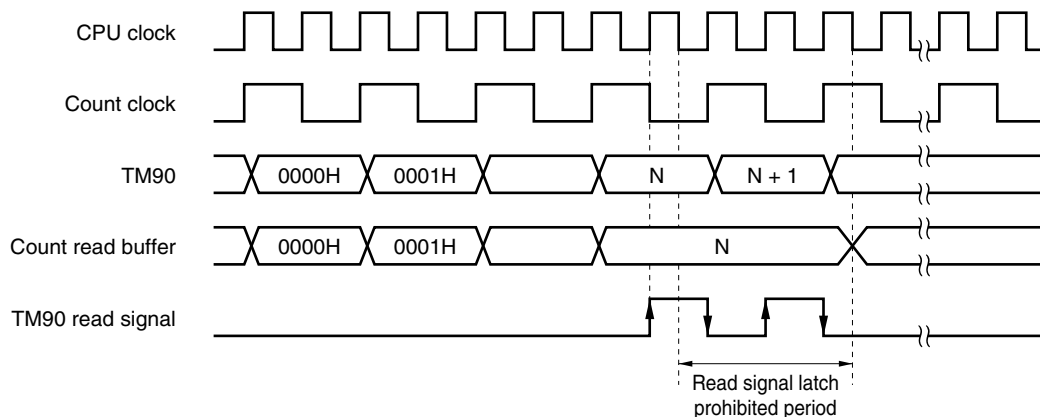 CPU clock
Count clock
TM90
0000H
0001H
N
N + 1
Count read buffer
0000H
0001H
N
TM90 read signal
Read signal latch
prohibited period